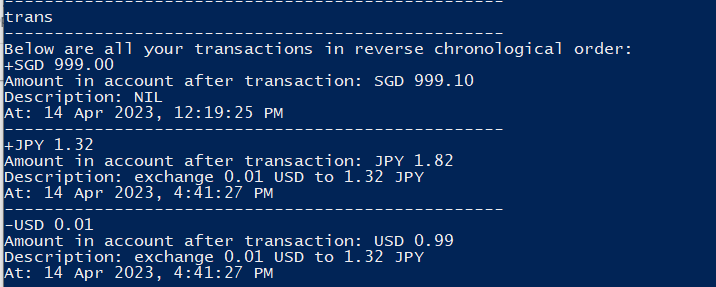 --------------------------------------------------
trans
--------------------------------------------------
Below are all your transactions in reverse chronological order:
+SGD 999.00
Amount in account after transaction: SGD 999.10
Description: NIL
At: 14 Apr 2023, 12:19:25 PM
--------------------------------------------------
+JPY 1.32
Amount in account after transaction: JPY 1.82
Description: exchange 0.01 USD to 1.32 JPY
At: 14 Apr 2023, 4:41:27 PM
--------------------------------------------------
-USD 0.01
Amount in account after transaction: USD 0.99
Description: exchange 0.01 USD to 1.32 JPY
At: 14 Apr 2023, 4:41:27 PM